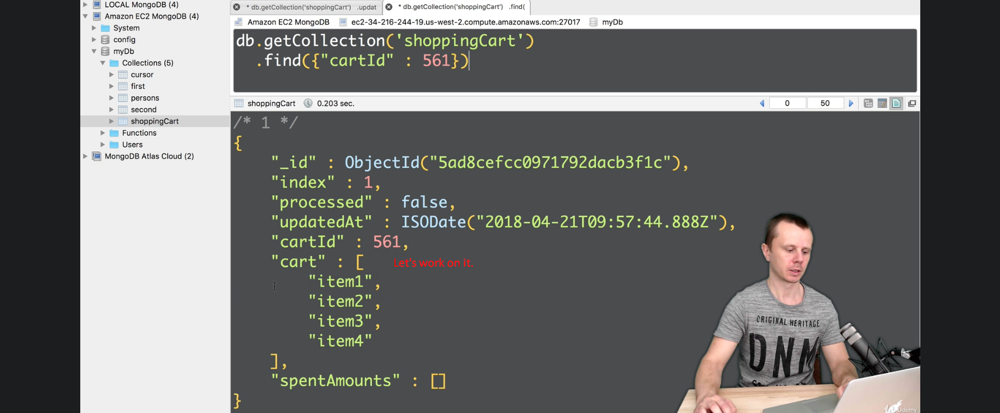 LOCAL MongoDB (4)
Amazon EC2 MongoDB (4)
System
config
myDb
Collections (5)
cursor
first
persons
second
shoppingCart
Functions
Users
MongoDB Atlas Cloud (2)
* db.getCollection('shoppingCart') .updat
* db.getCollection('shoppingCart') .find(
Amazon EC2 MongoDB ec2-34-216-244-19.us-west-2.compute.amazonaws.com:27017 myDb
db.getCollection('shoppingCart')
.find({"cartId" : 561})
shoppingCart 0.203 sec. 0 50
/* 1 */
{
"_id" : ObjectId("5ad8cefcc0971792dacb3f1c"),
"index" : 1,
"processed" : false,
"updatedAt" : ISODate("2018-04-21T09:57:44.888Z"),
"cartId" : 561,
"cart" : [ Let's work on it.
"item1",
"item2",
"item3",
"item4"
],
"spentAmounts" : []
}
ORIGINAL HERITAGE
DNM
Udemy